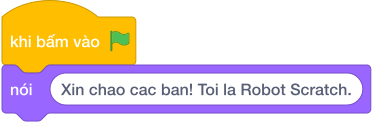 khi bấm vào
nói Xin chao cac ban! Toi la Robot Scratch.